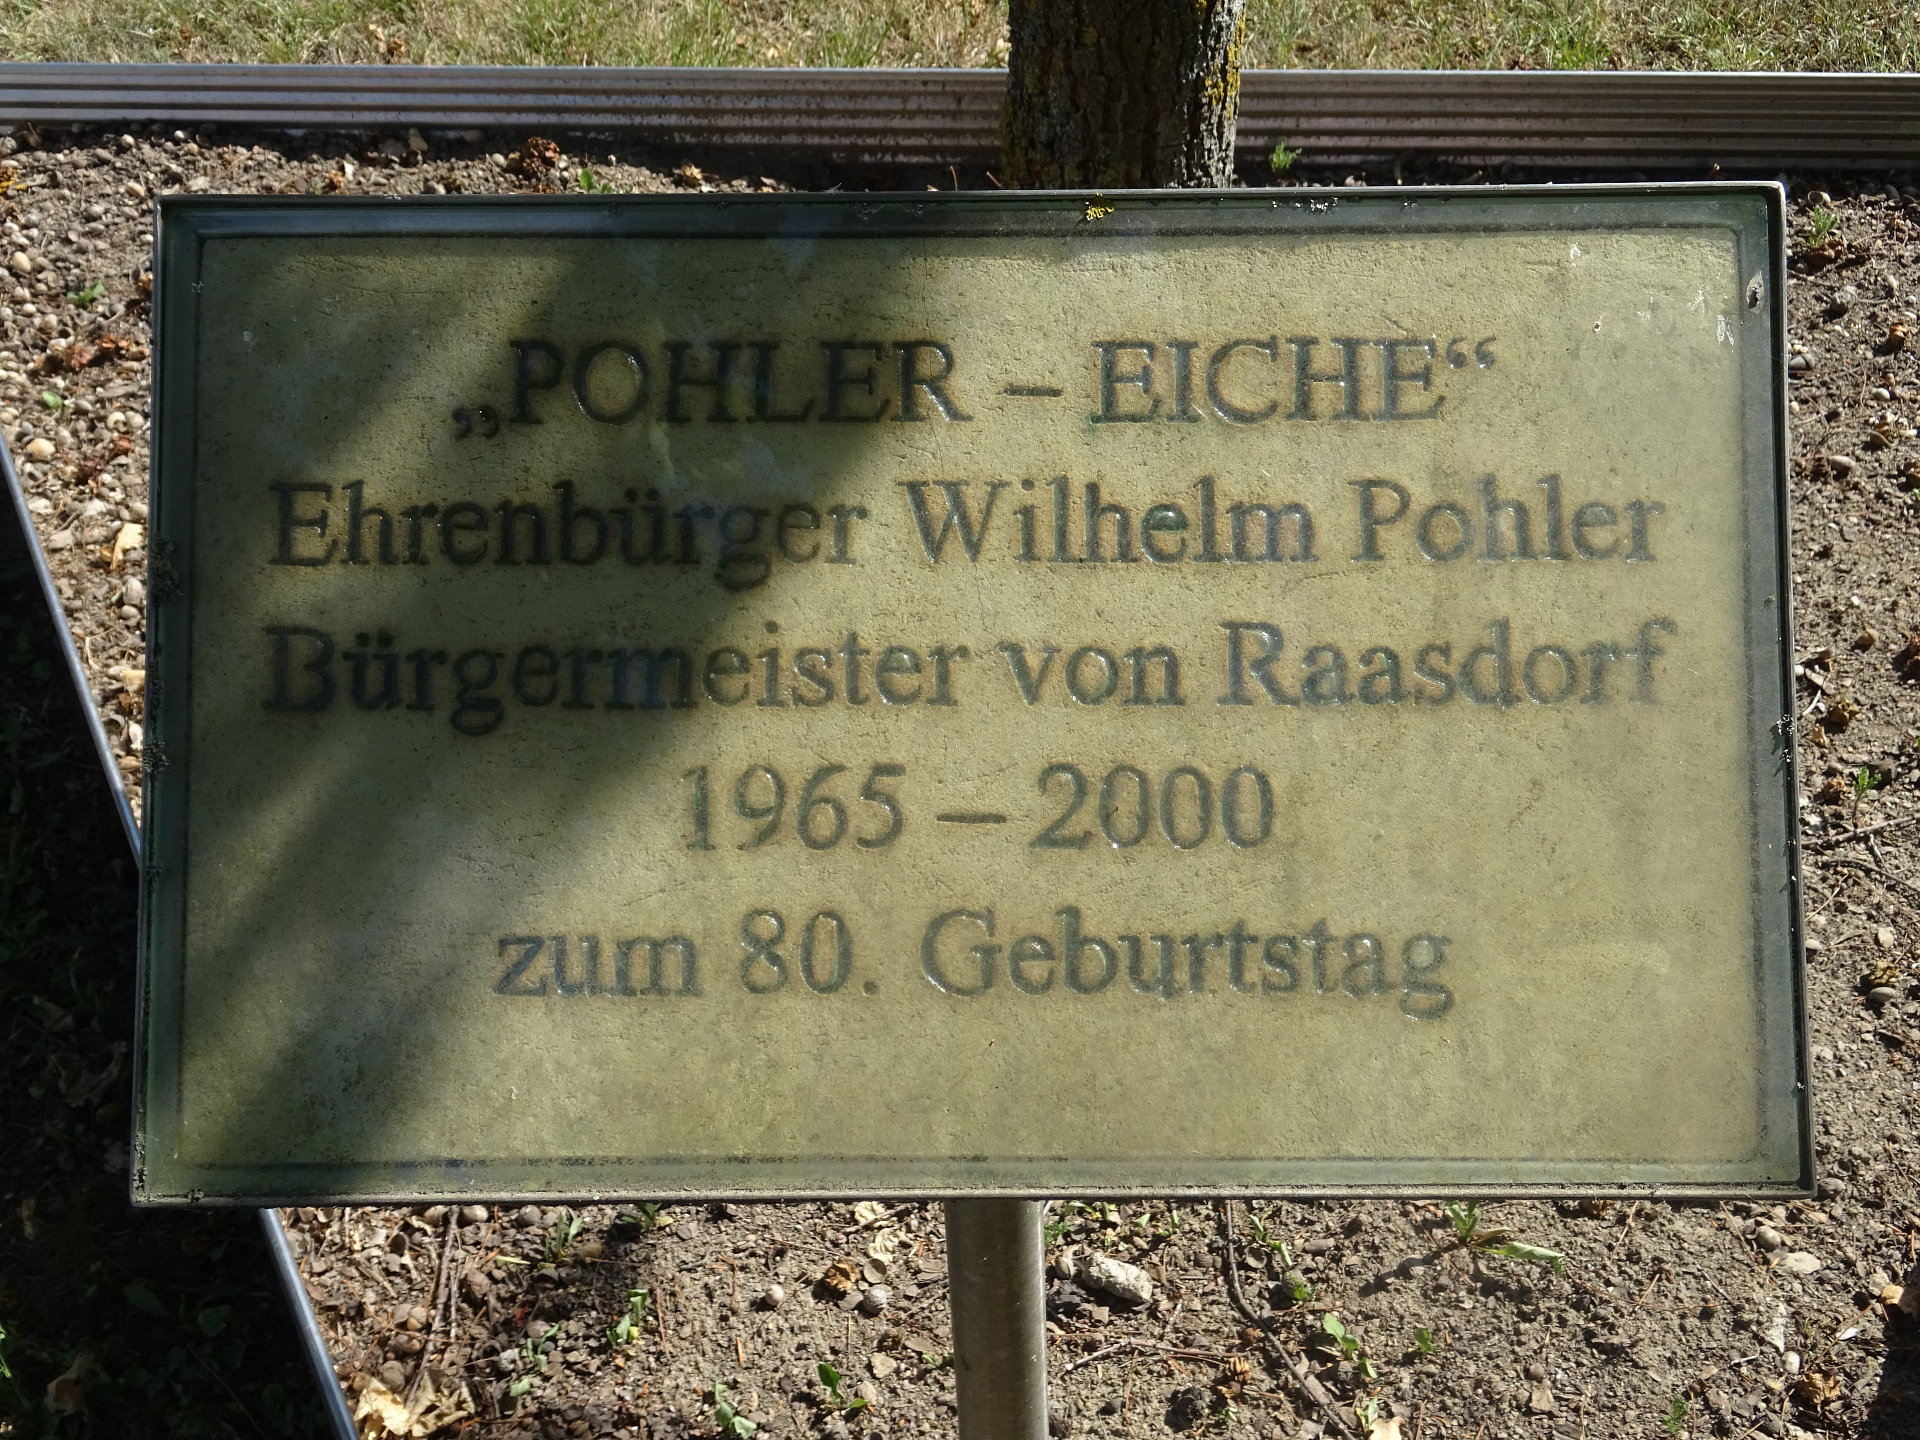 „POHLER – EICHE“
Ehrenbürger Wilhelm Pohler
Bürgermeister von Raasdorf
1965 – 2000
zum 80. Geburtstag